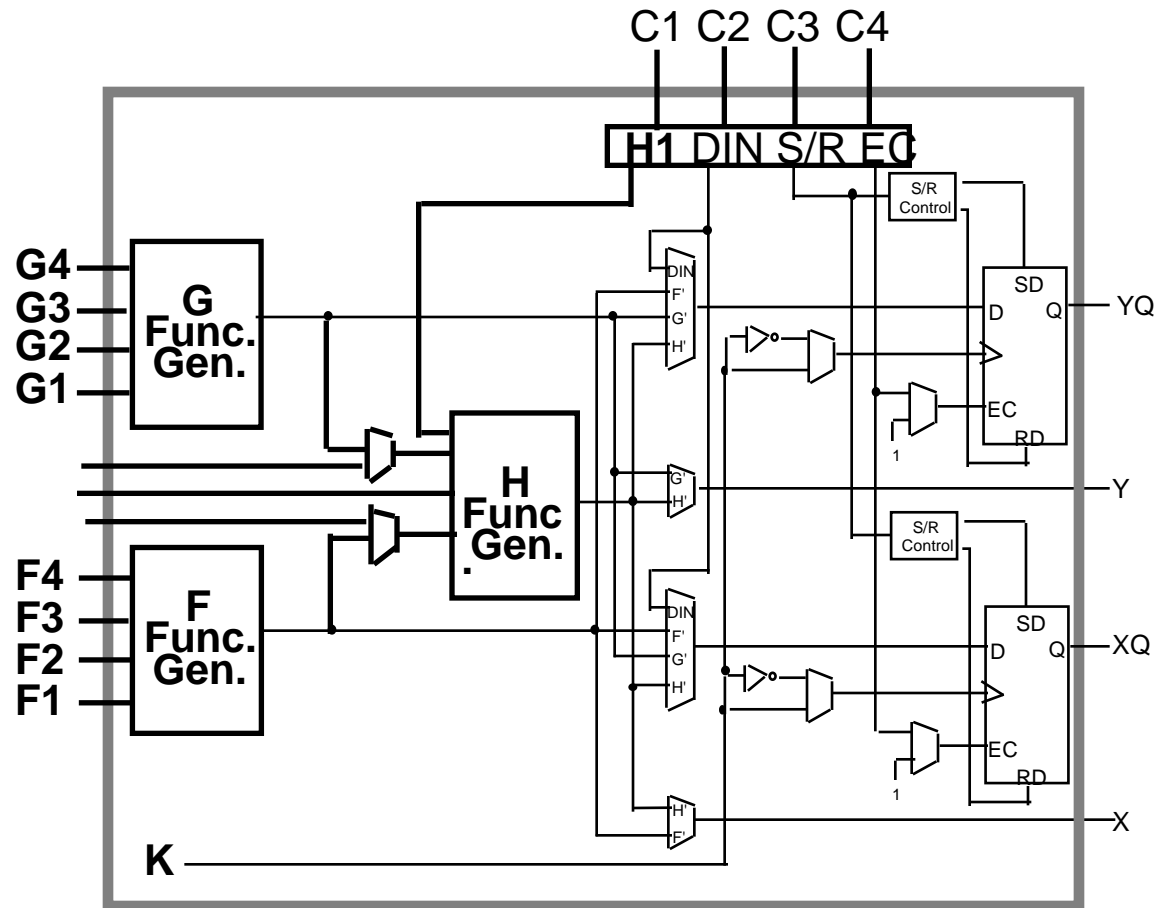 C1 C2 C3 C4
H1 DIN S/R EC
S/R
Control
G4
G3
G2
G1
G
Func.
Gen.
DIN
F'
G'
H'
SD
D
Q
EC
RD
YQ
1
H
Func
Gen.
.
G'
H'
Y
S/R
Control
F4
F3
F2
F1
F
Func.
Gen.
DIN
F'
G'
H'
SD
D
Q
EC
RD
XQ
1
H'
F'
X
K